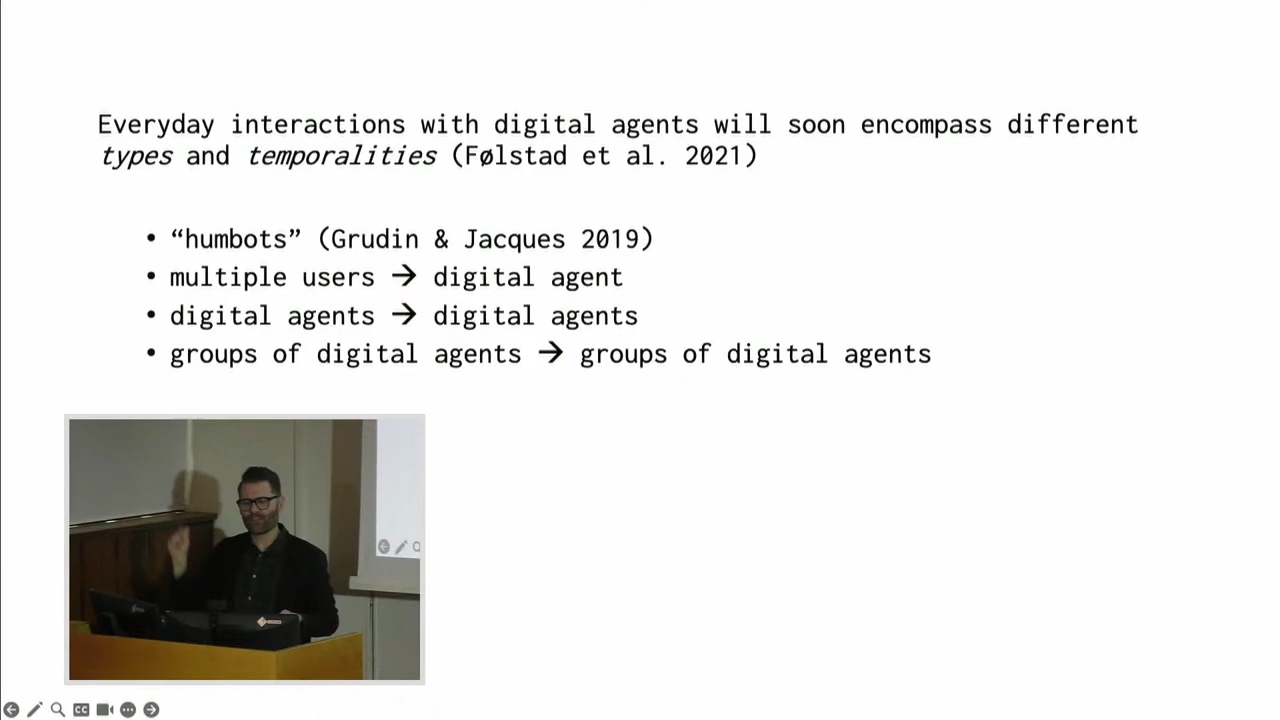 Everyday interactions with digital agents will soon encompass different
types and temporalities (Følstad et al. 2021)
• “humbots” (Grudin & Jacques 2019)
• multiple users → digital agent
• digital agents → digital agents
• groups of digital agents → groups of digital agents
CC